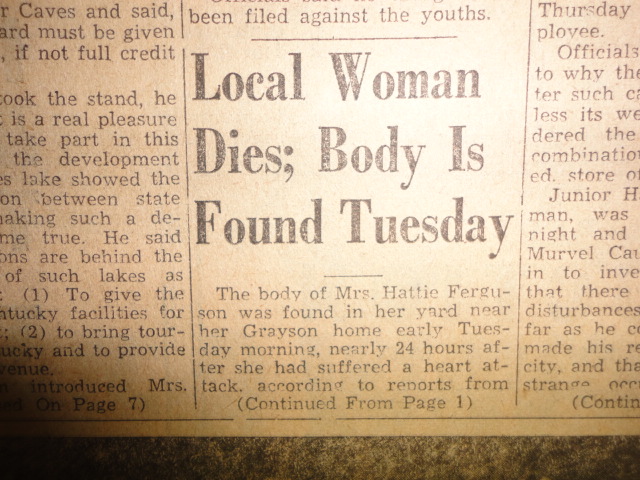 r Caves and said,
ard must be given
, if not full credit
took the stand, he
is a real pleasure
take part in this
the development
es lake showed the
on between state
making such a de-
me true. He said
ons are behind the
of such lakes as
: (1) To give the
ntucky facilities for
; (2) to bring tour-
ucky and to provide
venue.
introduced Mrs.
ed On Page 7)
been filed against the youths.
Local Woman
Dies; Body Is
Found Tuesday
The body of Mrs. Hattie Fergu-
son was found in her yard near
her Grayson home early Tues-
day morning, nearly 24 hours af-
ter she had suffered a heart at-
tack, according to reports from
(Continued From Page 1)
Thursday
ployee.
Officials
to why the
ter such ca
less its we
dered the
combinatio
ed. store of
Junior H
man, was
night and
Murvel Cau
in to inve
that there
disturbances
far as he co
made his re
city, and tha
strange occ
(Contin